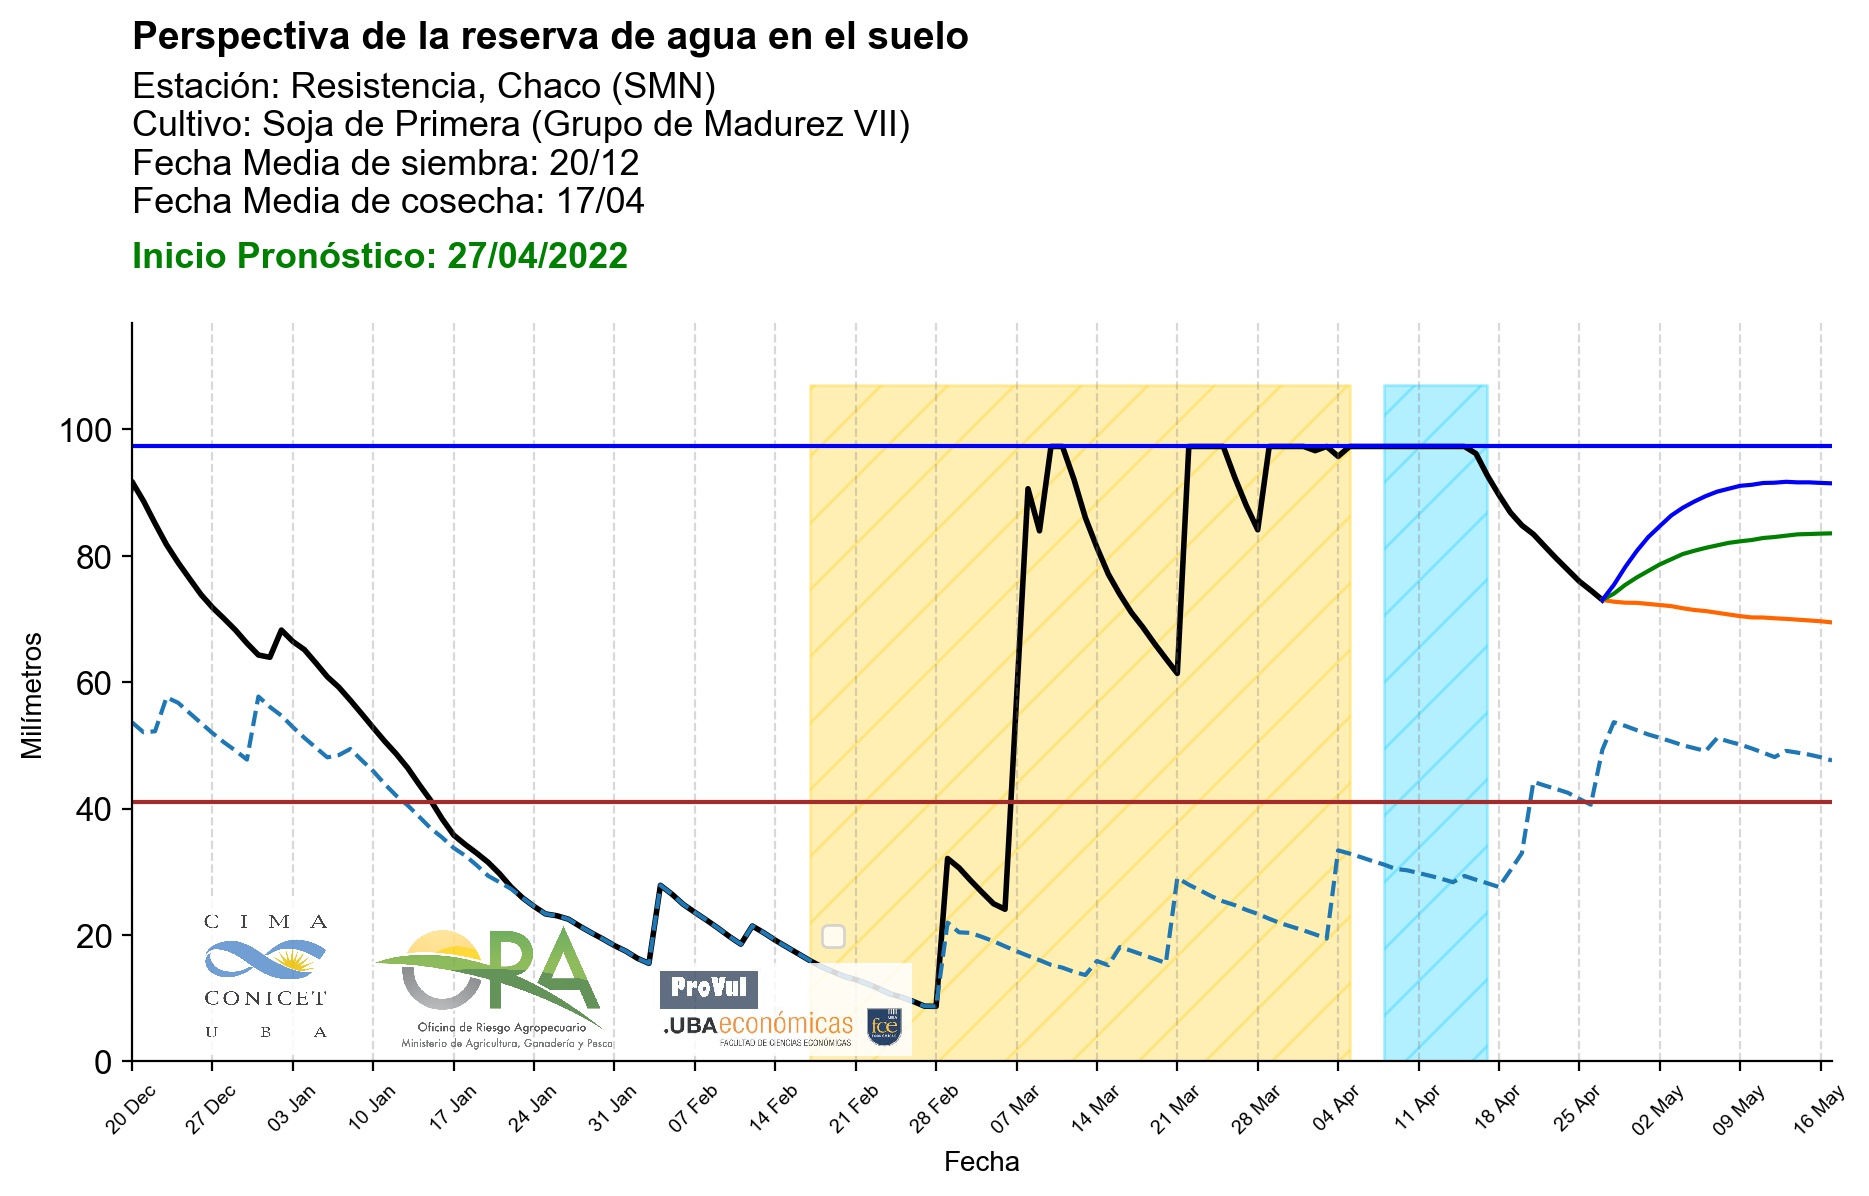 Perspectiva de la reserva de agua en el suelo
Estación: Resistencia, Chaco (SMN)
Cultivo: Soja de Primera (Grupo de Madurez VII)
Fecha Media de siembra: 20/12
Fecha Media de cosecha: 17/04
Inicio Pronóstico: 27/04/2022
Milímetros
100
80
60
40
20
0
C I M A
CONICET
U B A
ORA
Oficina de Riesgo Agropecuario
Ministerio de Agricultura, Ganadería y Pesca
ProVul
.UBAeconómicas
FACULTAD DE CIENCIAS ECONÓMICAS
fce
20 Dec
27 Dec
03 Jan
10 Jan
17 Jan
24 Jan
31 Jan
07 Feb
14 Feb
21 Feb
28 Feb
07 Mar
14 Mar
21 Mar
28 Mar
04 Apr
11 Apr
18 Apr
25 Apr
02 May
09 May
16 May
Fecha